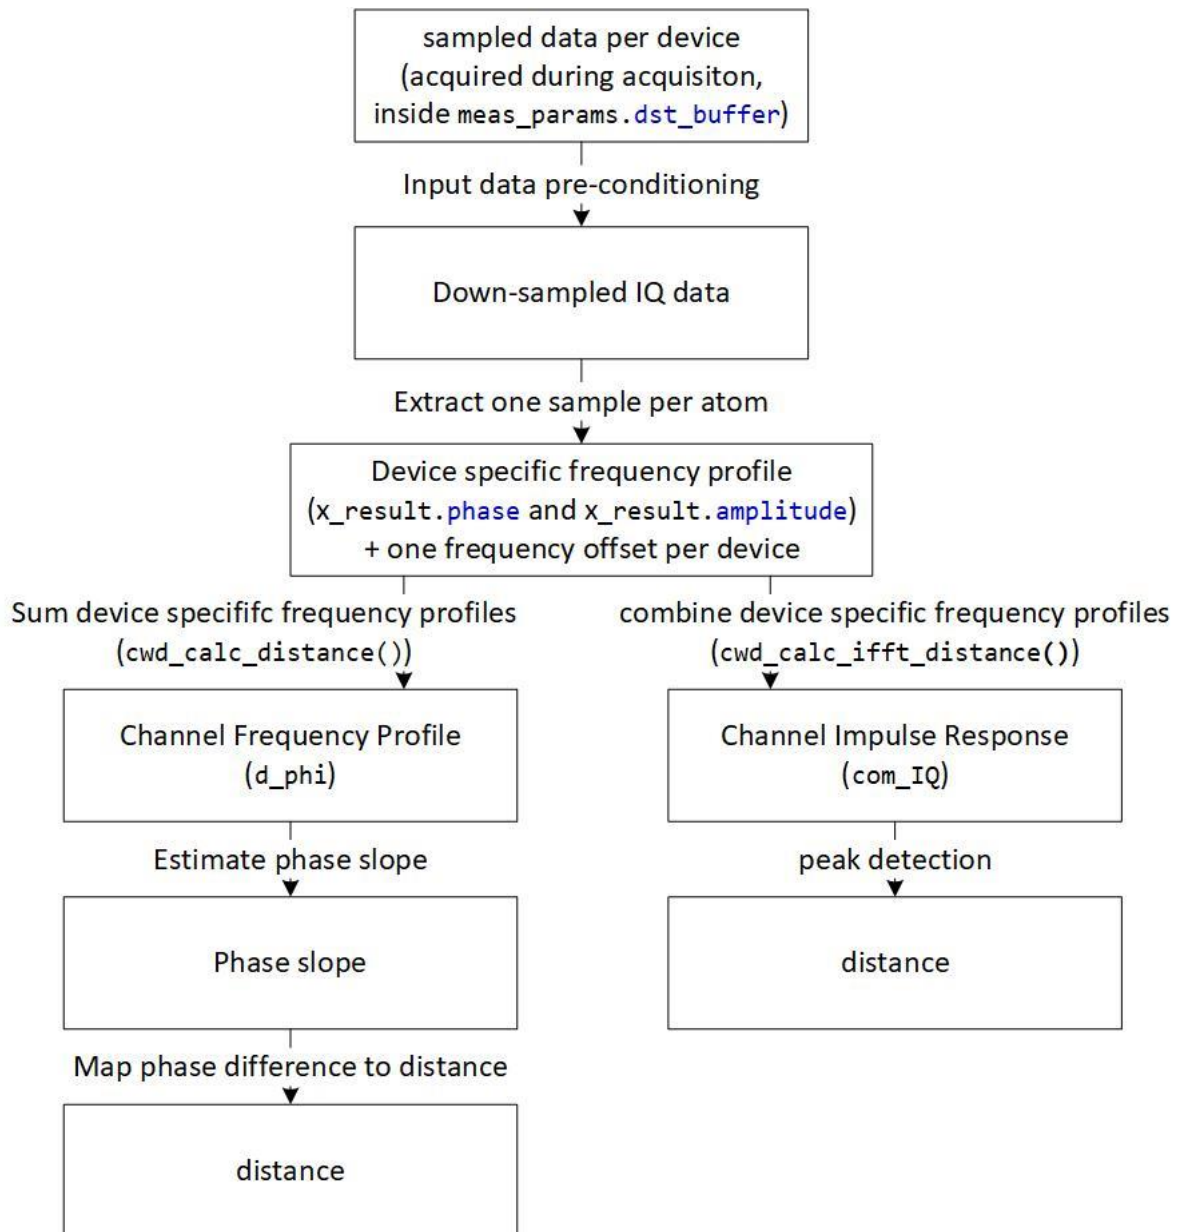 sampled data per device
(acquired during acquisiton,
inside meas_params.dst_buffer)
Input data pre-conditioning
Down-sampled IQ data
Extract one sample per atom
Device specific frequency profile
(x_result.phase and x_result.amplitude)
+ one frequency offset per device
Sum device specififc frequency profiles
(cwd_calc_distance())
combine device specific frequency profiles
(cwd_calc_ifft_distance())
Channel Frequency Profile
(d_phi)
Channel Impulse Response
(com_IQ)
Estimate phase slope
peak detection
Phase slope
distance
Map phase difference to distance
distance